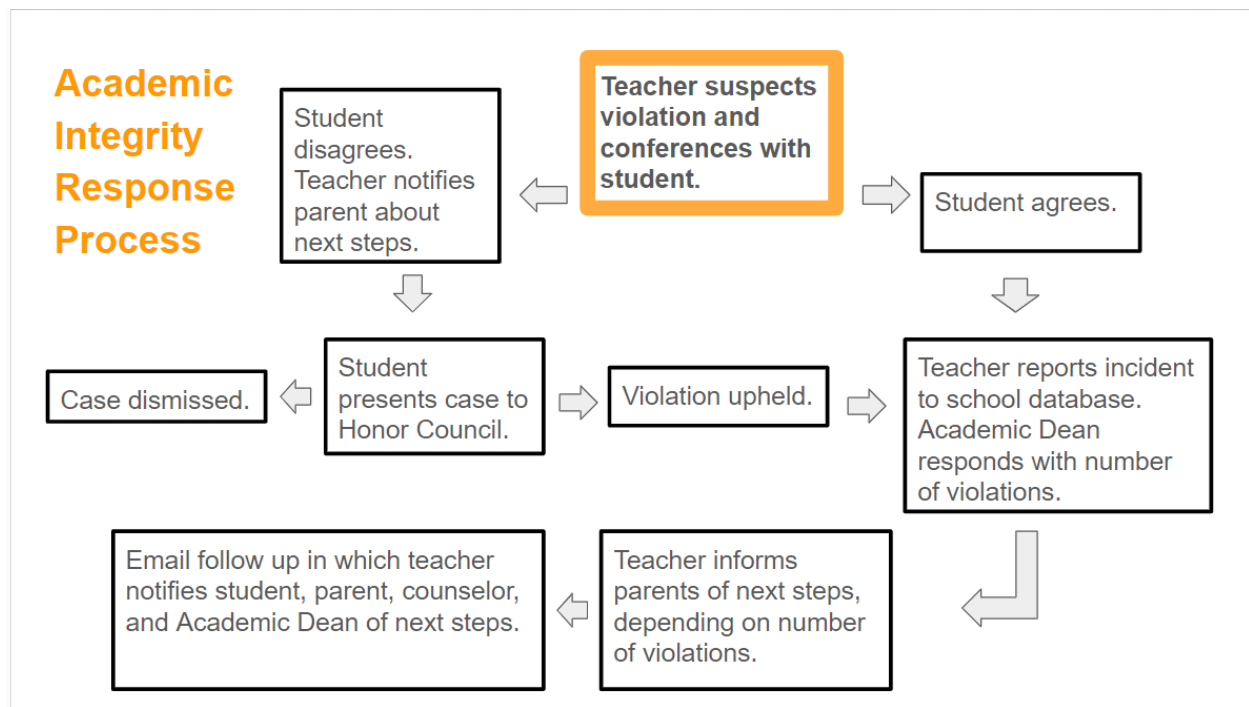 Academic
Integrity
Response
Process
Teacher suspects
violation and
conferences with
student.
Student
disagrees.
Teacher notifies
parent about
next steps.
Student agrees.
Case dismissed.
Student
presents case to
Honor Council.
Violation upheld.
Teacher reports incident
to school database.
Academic Dean
responds with number
of violations.
Teacher informs
parents of next steps,
depending on number
of violations.
Email follow up in which teacher
notifies student, parent, counselor,
and Academic Dean of next steps.